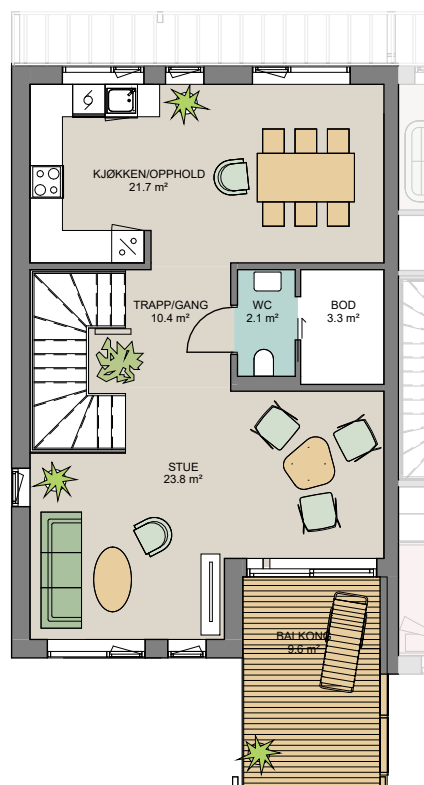 KJØKKEN/OPPHOLD
21.7 m²
TRAPP/GANG
10.4 m²
WC
2.1 m²
BOD
3.3 m²
STUE
23.8 m²
BALKONG
9.6 m²